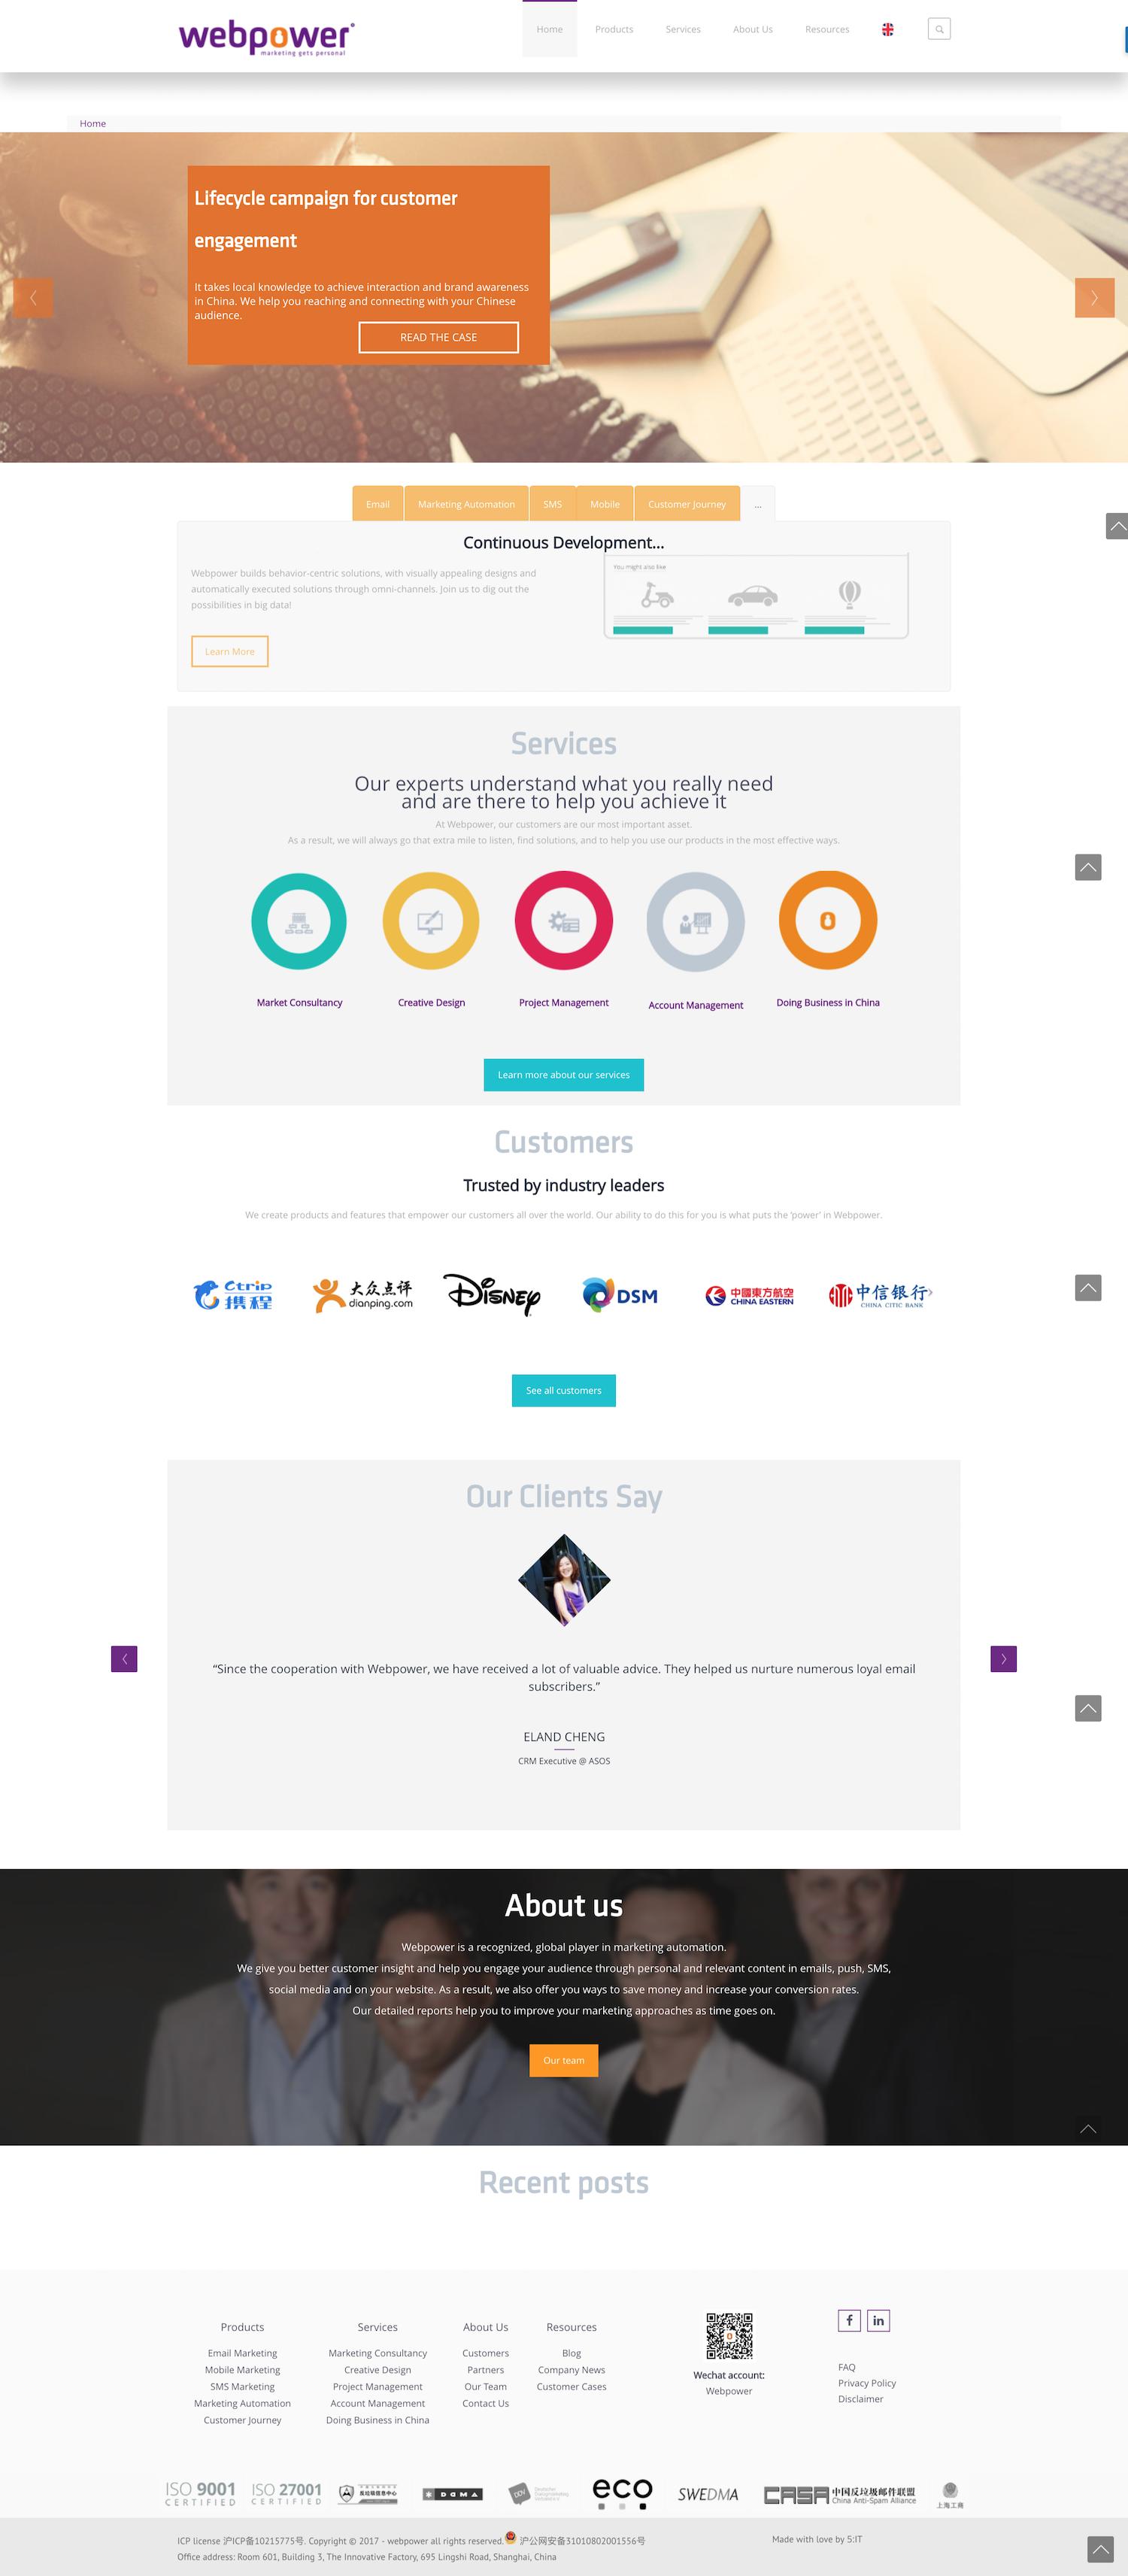 webpower®
marketing gets personal
Home
Products
Services
About Us
Resources
Home
Lifecycle campaign for customer
engagement
It takes local knowledge to achieve interaction and brand awareness
in China. We help you reaching and connecting with your Chinese
audience.
READ THE CASE
Email
Marketing Automation
SMS
Mobile
Customer Journey
...
Continuous Development...
Webpower builds behavior-centric solutions, with visually appealing designs and
automatically executed solutions through omni-channels. Join us to dig out the
possibilities in big data!
Learn More
You might also like
Services
Our experts understand what you really need
and are there to help you achieve it
At Webpower, our customers are our most important asset.
As a result, we will always go that extra mile to listen, find solutions, and to help you use our products in the most effective ways.
Market Consultancy
Creative Design
Project Management
Account Management
Doing Business in China
Learn more about our services
Customers
Trusted by industry leaders
We create products and features that empower our customers all over the world. Our ability to do this for you is what puts the 'power' in Webpower.
Ctrip
携程
大众点评
dianping.com
Disney
DSM
中國東方航空
CHINA EASTERN
中信银行
CHINA CITIC BANK
See all customers
Our Clients Say
“Since the cooperation with Webpower, we have received a lot of valuable advice. They helped us nurture numerous loyal email
subscribers.”
ELAND CHENG
CRM Executive @ ASOS
About us
Webpower is a recognized, global player in marketing automation.
We give you better customer insight and help you engage your audience through personal and relevant content in emails, push, SMS,
social media and on your website. As a result, we also offer you ways to save money and increase your conversion rates.
Our detailed reports help you to improve your marketing approaches as time goes on.
Our team
Recent posts
Products
Email Marketing
Mobile Marketing
SMS Marketing
Marketing Automation
Customer Journey
Services
Marketing Consultancy
Creative Design
Project Management
Account Management
Doing Business in China
About Us
Customers
Partners
Our Team
Contact Us
Resources
Blog
Company News
Customer Cases
Wechat account:
Webpower
f
in
FAQ
Privacy Policy
Disclaimer
ISO 9001
CERTIFIED
ISO 27001
CERTIFIED
反垃圾信息中心
DDMA
DDV
eco
SWEDMA
CASA 中国反垃圾邮件联盟
China Anti-Spam Alliance
上海工商
ICP license 沪ICP备10215775号. Copyright © 2017 - webpower all rights reserved. 沪公网安备31010802001556号
Office address: Room 601, Building 3, The Innovative Factory, 695 Lingshi Road, Shanghai, China
Made with love by 5:IT